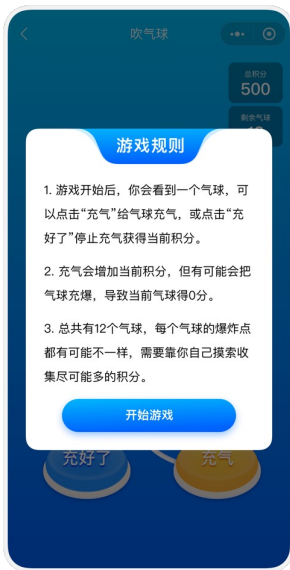 吹气球
总积分
500
剩余气球
游戏规则
1. 游戏开始后，你会看到一个气球，可
以点击“充气”给气球充气，或点击“充
好了”停止充气获得当前积分。
2. 充气会增加当前积分，但有可能会把
气球充爆，导致当前气球得0分。
3. 总共有12个气球，每个气球的爆炸点
都有可能不一样，需要靠你自己摸索收
集尽可能多的积分。
开始游戏
充好了
充气